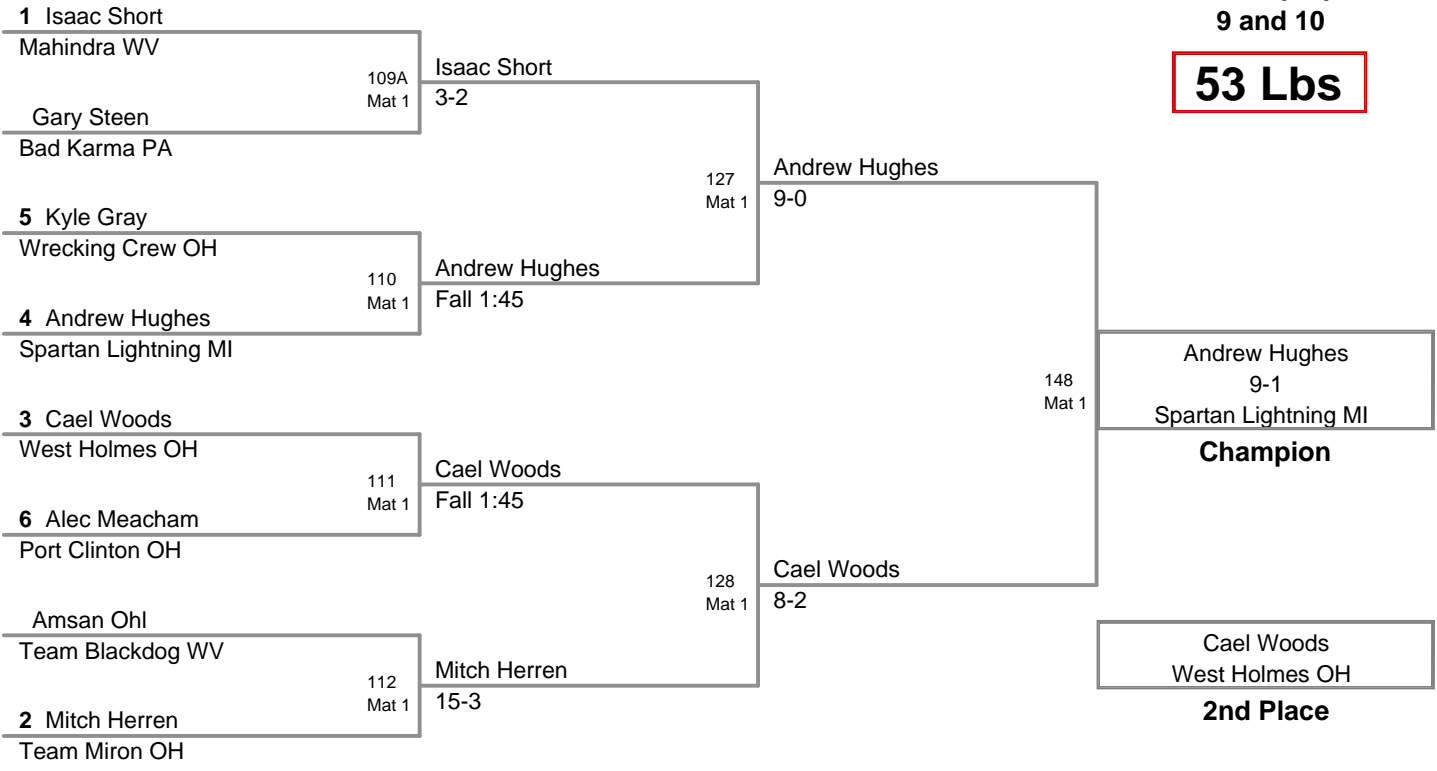 9 and 10
53 Lbs
1 Isaac Short
Mahindra WV
109A
Mat 1
Gary Steen
Bad Karma PA
Isaac Short
3-2
5 Kyle Gray
Wrecking Crew OH
110
Mat 1
4 Andrew Hughes
Spartan Lightning MI
Andrew Hughes
Fall 1:45
127
Mat 1
Andrew Hughes
9-0
3 Cael Woods
West Holmes OH
111
Mat 1
6 Alec Meacham
Port Clinton OH
Cael Woods
Fall 1:45
Amsan Ohl
Team Blackdog WV
112
Mat 1
2 Mitch Herren
Team Miron OH
Mitch Herren
15-3
128
Mat 1
Cael Woods
8-2
148
Mat 1
Andrew Hughes
9-1
Spartan Lightning MI
Champion
Cael Woods
West Holmes OH
2nd Place